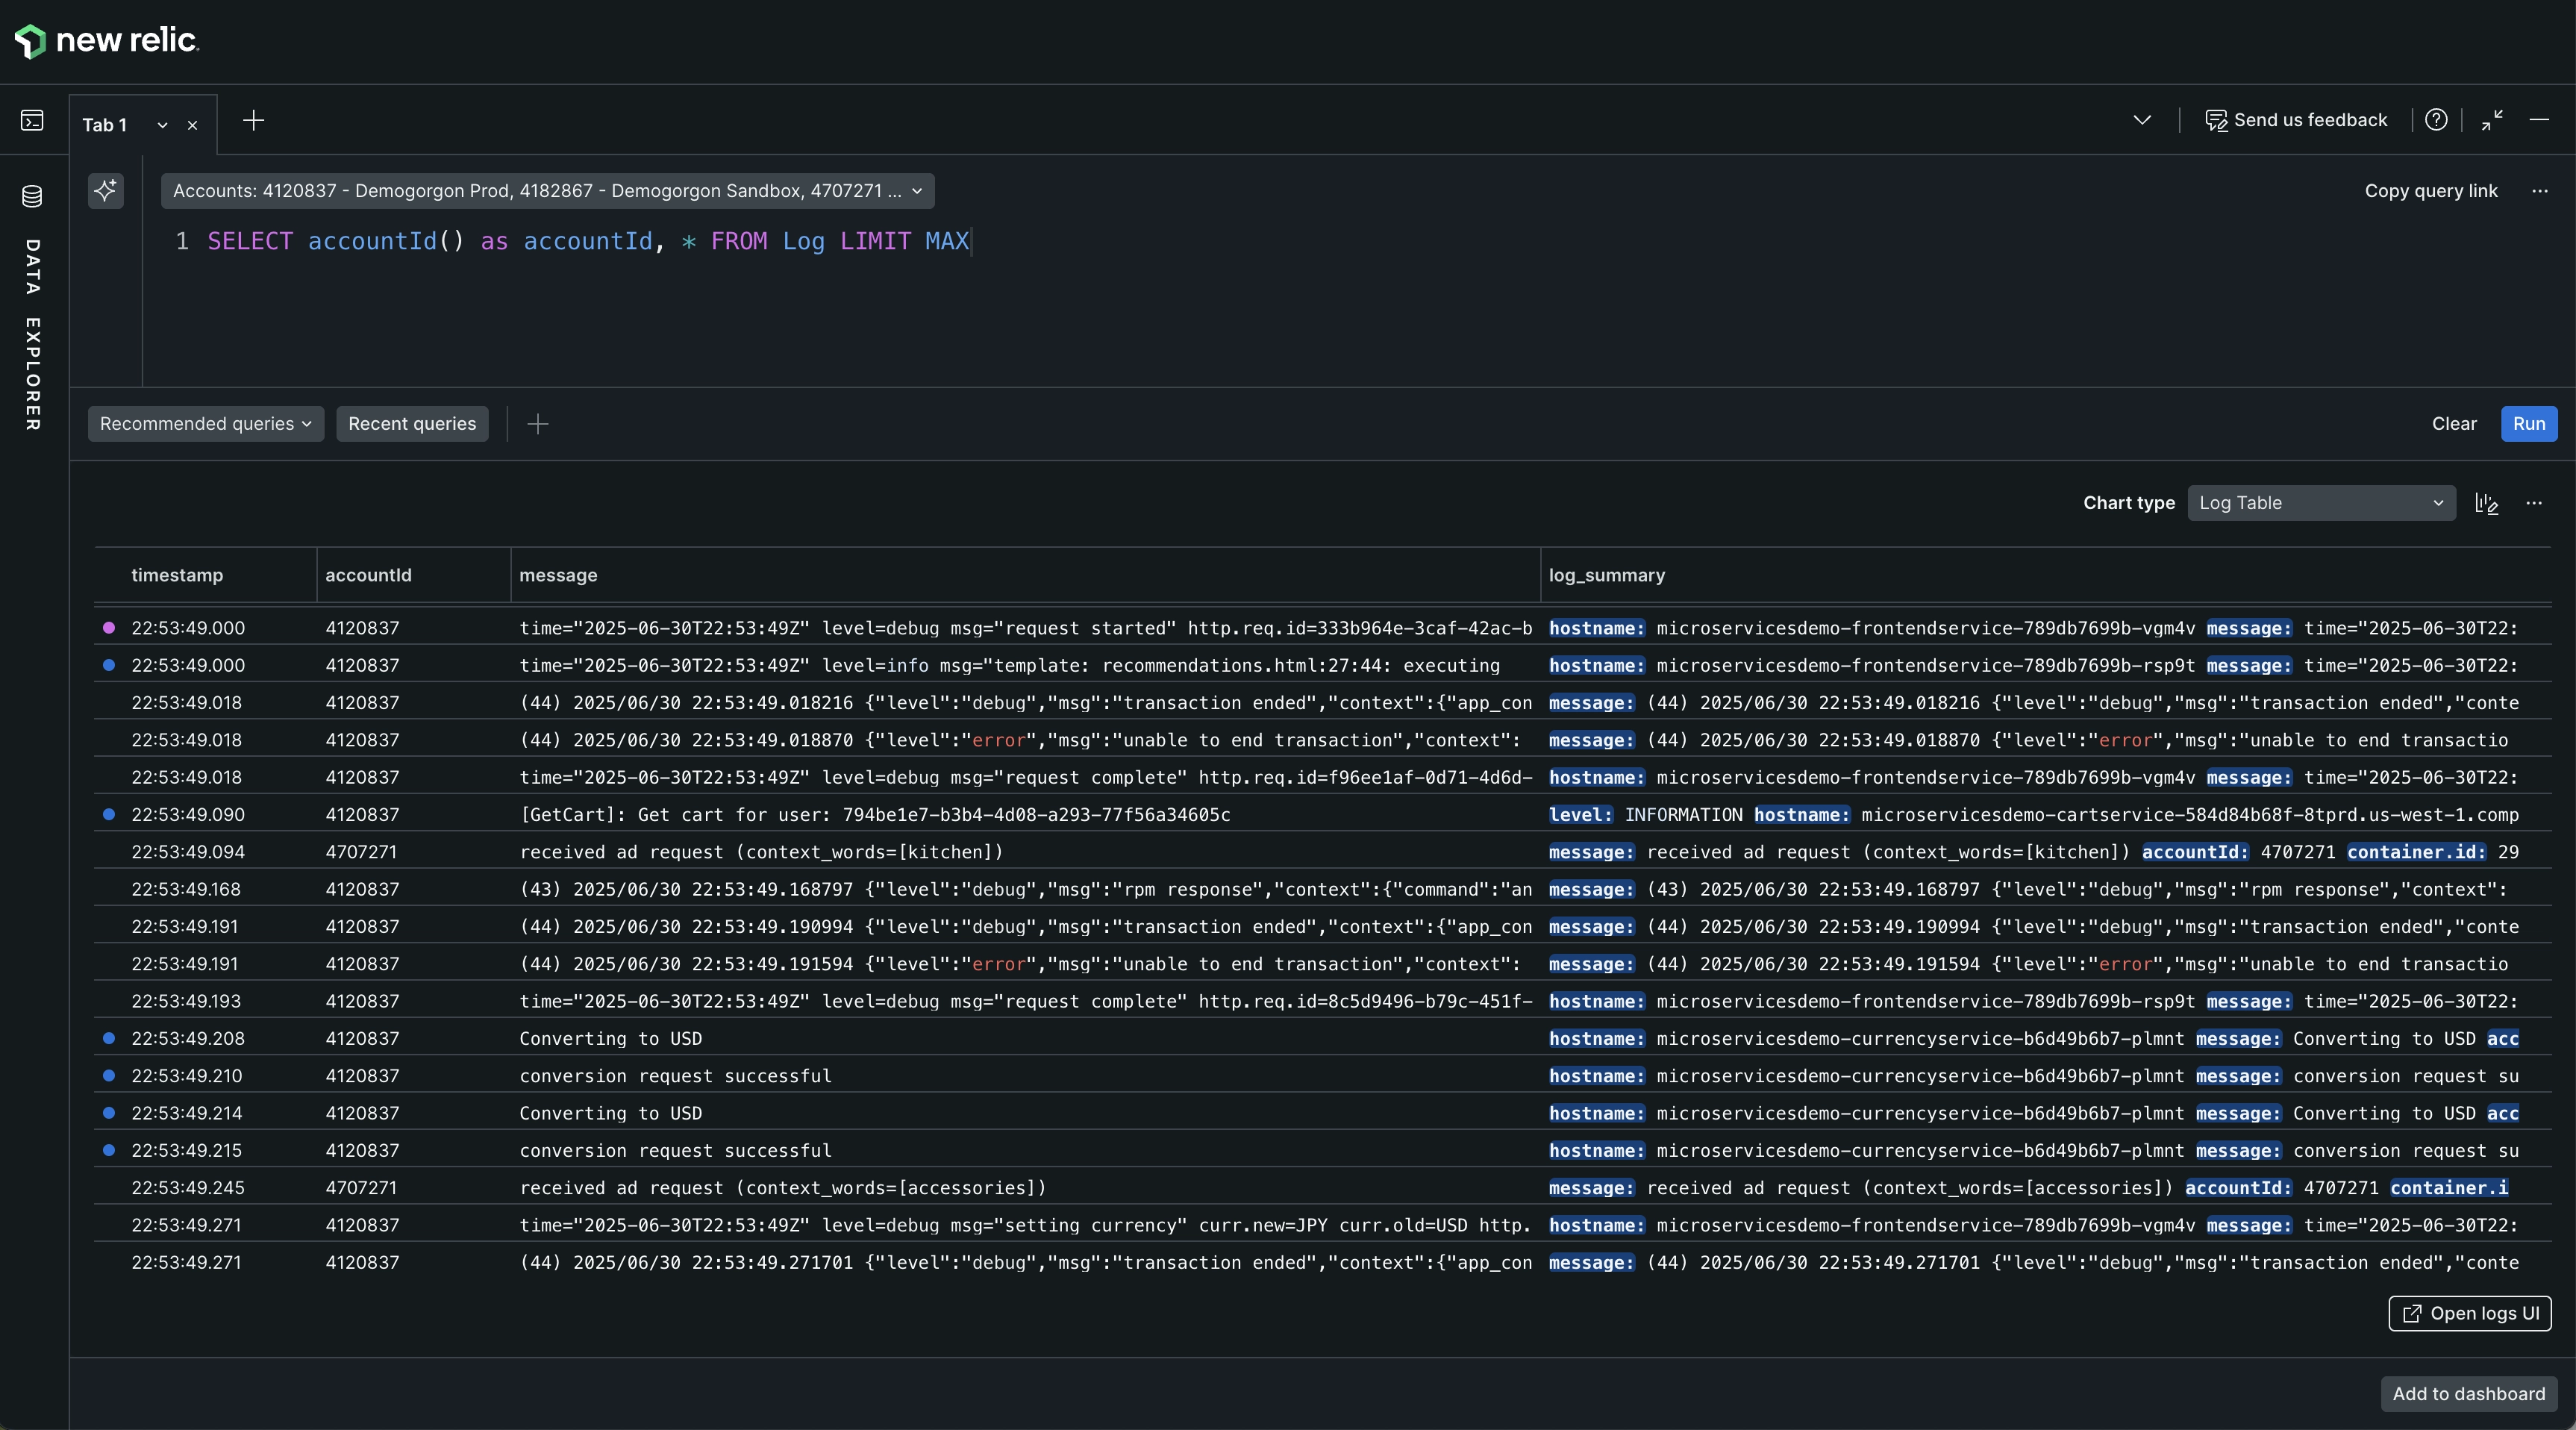 new relic
Tab 1
Send us feedback
DATA EXPLORER
Accounts: 4120837 - Demogorgon Prod, 4182867 - Demogorgon Sandbox, 4707271 ...
Copy query link
1 SELECT accountId() as accountId, * FROM Log LIMIT MAX
Recommended queries Recent queries
Clear Run
Chart type Log Table
timestamp accountId message log_summary
22:53:49.000 4120837 time="2025-06-30T22:53:49Z" level=debug msg="request started" http.req.id=333b964e-3caf-42ac-b hostname: microservicesdemo-frontendservice-789db7699b-vgm4v message: time="2025-06-30T22:
22:53:49.000 4120837 time="2025-06-30T22:53:49Z" level=info msg="template: recommendations.html:27:44: executing hostname: microservicesdemo-frontendservice-789db7699b-rsp9t message: time="2025-06-30T22:
22:53:49.018 4120837 (44) 2025/06/30 22:53:49.018216 {"level":"debug","msg":"transaction ended","context":{"app_con message: (44) 2025/06/30 22:53:49.018216 {"level":"debug","msg":"transaction ended","conte
22:53:49.018 4120837 (44) 2025/06/30 22:53:49.018870 {"level":"error","msg":"unable to end transaction","context": message: (44) 2025/06/30 22:53:49.018870 {"level":"error","msg":"unable to end transactio
22:53:49.018 4120837 time="2025-06-30T22:53:49Z" level=debug msg="request complete" http.req.id=f96ee1af-0d71-4d6d- hostname: microservicesdemo-frontendservice-789db7699b-vgm4v message: time="2025-06-30T22:
22:53:49.090 4120837 [GetCart]: Get cart for user: 794be1e7-b3b4-4d08-a293-77f56a34605c level: INFORMATION hostname: microservicesdemo-cartservice-584d84b68f-8tprd.us-west-1.comp
22:53:49.094 4707271 received ad request (context_words=[kitchen]) message: received ad request (context_words=[kitchen]) accountId: 4707271 container.id: 29
22:53:49.168 4120837 (43) 2025/06/30 22:53:49.168797 {"level":"debug","msg":"rpm response","context":{"command":"an message: (43) 2025/06/30 22:53:49.168797 {"level":"debug","msg":"rpm response","context":
22:53:49.191 4120837 (44) 2025/06/30 22:53:49.190994 {"level":"debug","msg":"transaction ended","context":{"app_con message: (44) 2025/06/30 22:53:49.190994 {"level":"debug","msg":"transaction ended","conte
22:53:49.191 4120837 (44) 2025/06/30 22:53:49.191594 {"level":"error","msg":"unable to end transaction","context": message: (44) 2025/06/30 22:53:49.191594 {"level":"error","msg":"unable to end transactio
22:53:49.193 4120837 time="2025-06-30T22:53:49Z" level=debug msg="request complete" http.req.id=8c5d9496-b79c-451f- hostname: microservicesdemo-frontendservice-789db7699b-rsp9t message: time="2025-06-30T22:
22:53:49.208 4120837 Converting to USD hostname: microservicesdemo-currencyservice-b6d49b6b7-plmnt message: Converting to USD acc
22:53:49.210 4120837 conversion request successful hostname: microservicesdemo-currencyservice-b6d49b6b7-plmnt message: conversion request su
22:53:49.214 4120837 Converting to USD hostname: microservicesdemo-currencyservice-b6d49b6b7-plmnt message: Converting to USD acc
22:53:49.215 4120837 conversion request successful hostname: microservicesdemo-currencyservice-b6d49b6b7-plmnt message: conversion request su
22:53:49.245 4707271 received ad request (context_words=[accessories]) message: received ad request (context_words=[accessories]) accountId: 4707271 container.i
22:53:49.271 4120837 time="2025-06-30T22:53:49Z" level=debug msg="setting currency" curr.new=JPY curr.old=USD http. hostname: microservicesdemo-frontendservice-789db7699b-vgm4v message: time="2025-06-30T22:
22:53:49.271 4120837 (44) 2025/06/30 22:53:49.271701 {"level":"debug","msg":"transaction ended","context":{"app_con message: (44) 2025/06/30 22:53:49.271701 {"level":"debug","msg":"transaction ended","conte
Open logs UI
Add to dashboard